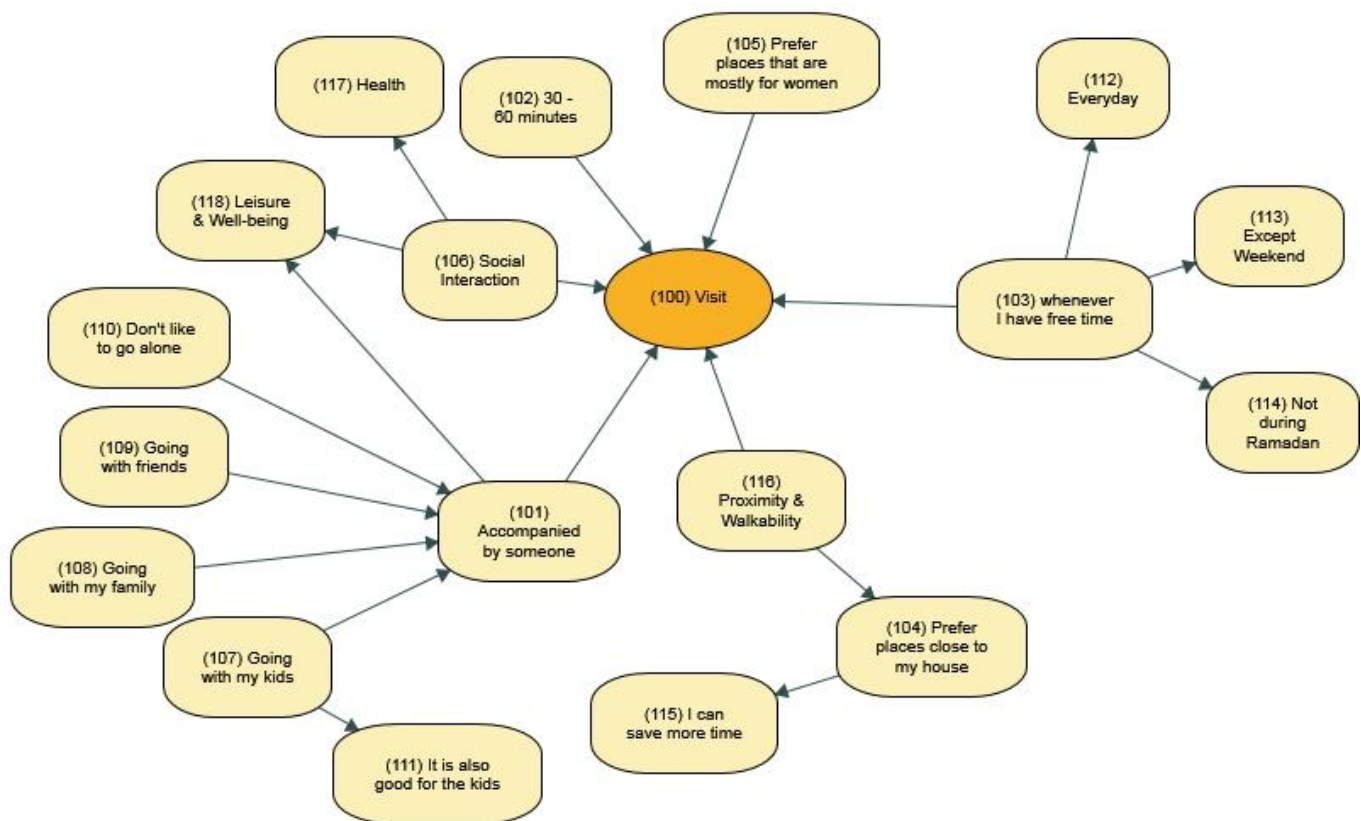 (105) Prefer
places that are
mostly for women
(117) Health
(102) 30 -
60 minutes
(112)
Everyday
(118) Leisure
& Well-being
(106) Social
Interaction
(113)
Except
Weekend
(100) Visit
(103) whenever
I have free time
(110) Don't like
to go alone
(114) Not
during
Ramadan
(109) Going
with friends
(116)
Proximity &
Walkability
(101)
Accompanied
by someone
(108) Going
with my family
(104) Prefer
places close to
my house
(107) Going
with my kids
(115) I can
save more time
(111) It is also
good for the kids